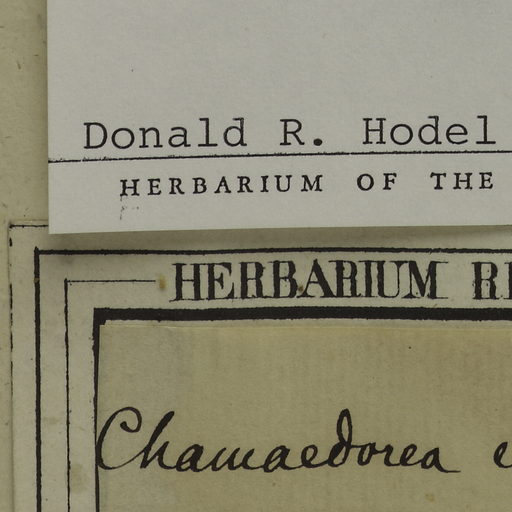 Donald R. Hodel
HERBARIUM OF THE
HERBARIUM
Chamaedorea